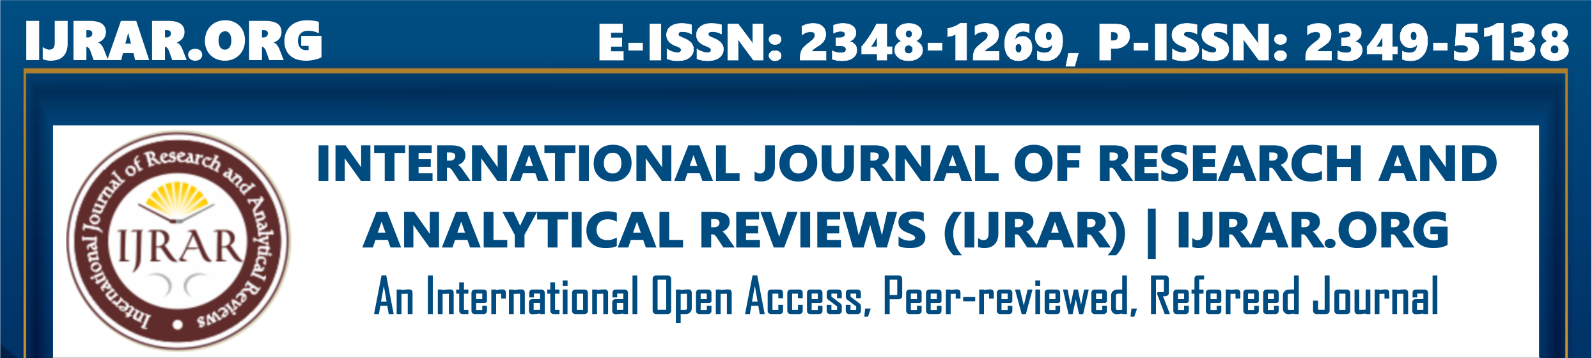 IJRAR.ORG
E-ISSN: 2348-1269, P-ISSN: 2349-5138
International Journal of Research and Analytical Reviews
IJRAR
INTERNATIONAL JOURNAL OF RESEARCH AND
ANALYTICAL REVIEWS (IJRAR) | IJRAR.ORG
An International Open Access, Peer-reviewed, Refereed Journal